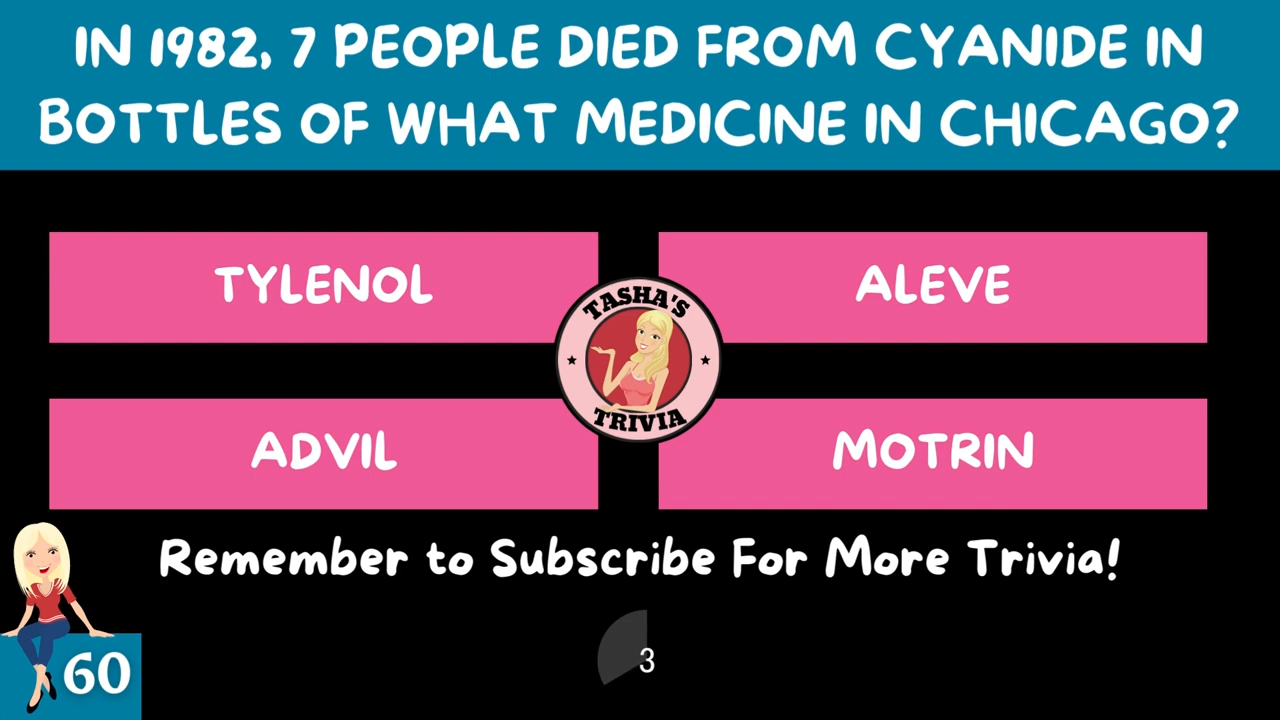 IN 1982, 7 PEOPLE DIED FROM CYANIDE IN
BOTTLES OF WHAT MEDICINE IN CHICAGO?
TYLENOL
ALEVE
TASHA'S
TRIVIA
ADVIL
MOTRIN
Remember to Subscribe For More Trivia!
3
60